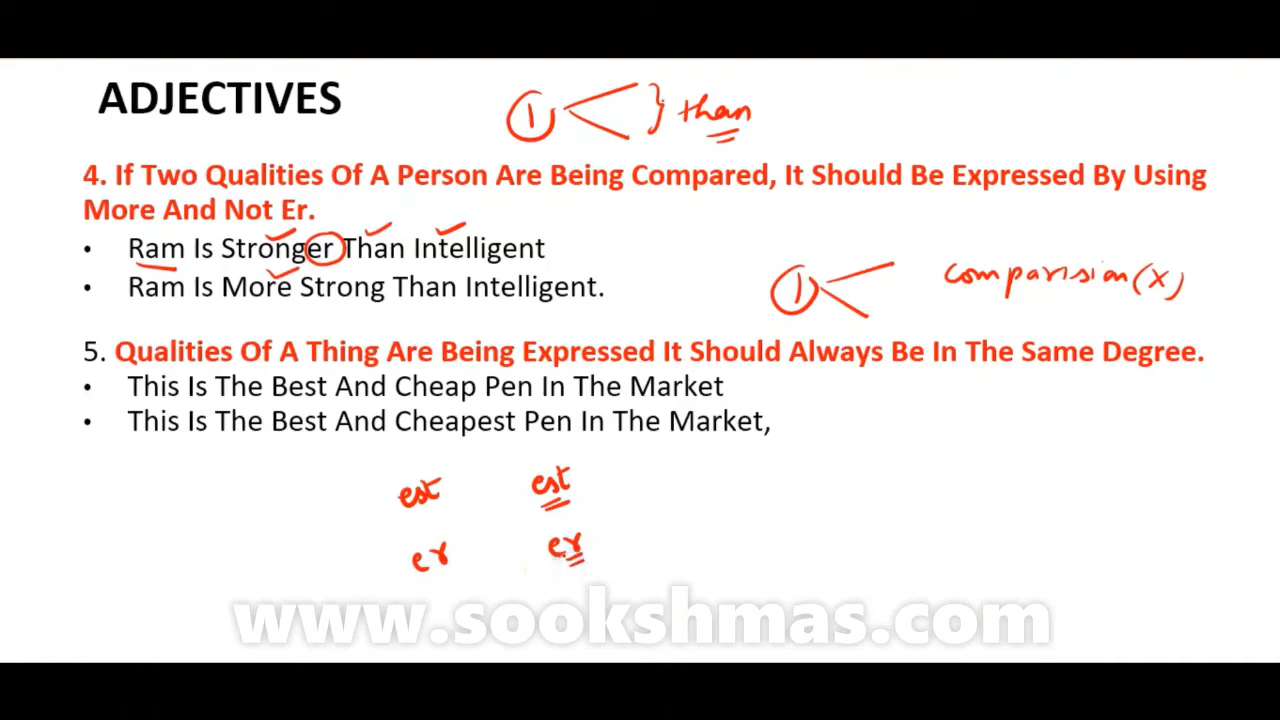 ADJECTIVES
1 } than
4. If Two Qualities Of A Person Are Being Compared, It Should Be Expressed By Using
More And Not Er.
• Ram Is Stronger Than Intelligent
• Ram Is More Strong Than Intelligent.
1 comparision (x)
5. Qualities Of A Thing Are Being Expressed It Should Always Be In The Same Degree.
• This Is The Best And Cheap Pen In The Market
• This Is The Best And Cheapest Pen In The Market,
est est
er er
www.sookshmas.com